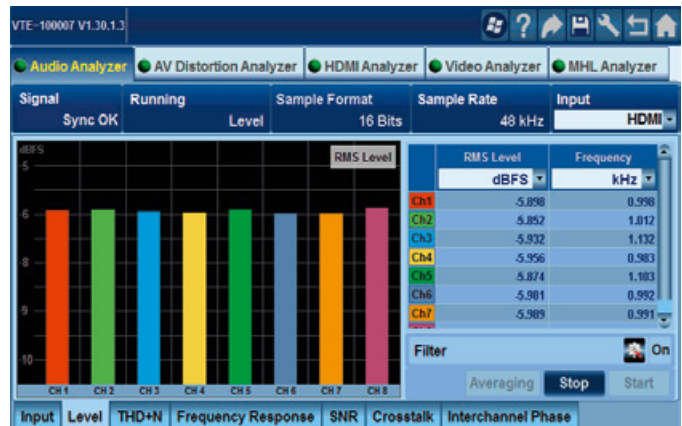 VTE-100007 V1.30.1.3
Audio Analyzer AV Distortion Analyzer HDMI Analyzer Video Analyzer MHL Analyzer
Signal Running Sample Format Sample Rate Input
Sync OK Level 16 Bits 48 kHz HDMI
dBFS
RMS Level
RMS Level Frequency
dBFS kHz
-5
-6
-8
-9
-10
Ch1 -5.898 0.998
Ch2 -5.852 1.012
Ch3 -5.932 1.132
Ch4 -5.956 0.983
Ch5 -5.874 1.103
Ch6 -5.981 0.992
Ch7 -5.989 0.991
Filter On
Averaging Stop Start
CH 1 CH 2 CH 3 CH 4 CH 5 CH 6 CH 7 CH 8
Input Level THD+N Frequency Response SNR Crosstalk Interchannel Phase